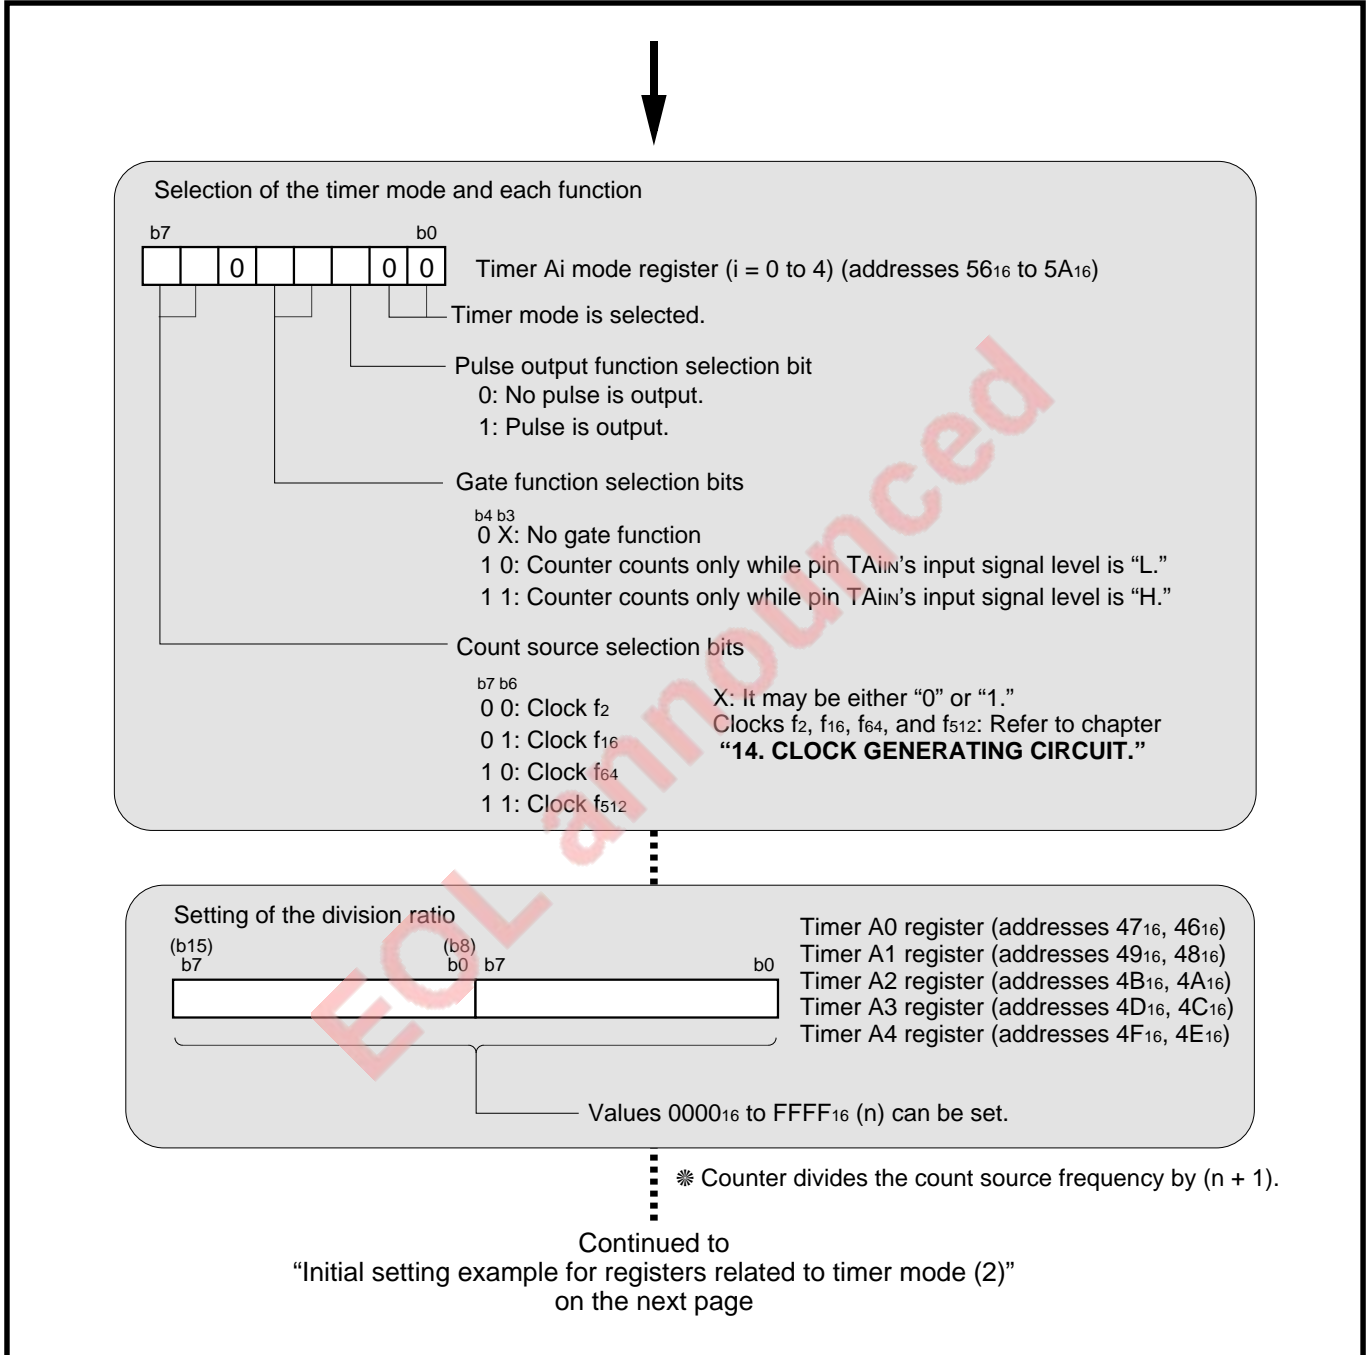 Selection of the timer mode and each function
b7 b0
0 0 0 Timer Ai mode register (i = 0 to 4) (addresses 5616 to 5A16)
Timer mode is selected.
Pulse output function selection bit
0: No pulse is output.
1: Pulse is output.
Gate function selection bits
b4 b3
0 X: No gate function
1 0: Counter counts only while pin TAiIN’s input signal level is “L.”
1 1: Counter counts only while pin TAiIN’s input signal level is “H.”
Count source selection bits
b7 b6
0 0: Clock f2
0 1: Clock f16
1 0: Clock f64
1 1: Clock f512
X: It may be either “0” or “1.”
Clocks f2, f16, f64, and f512: Refer to chapter
“14. CLOCK GENERATING CIRCUIT.”
Setting of the division ratio
(b15) (b8)
b7 b0 b7 b0
Timer A0 register (addresses 4716, 4616)
Timer A1 register (addresses 4916, 4816)
Timer A2 register (addresses 4B16, 4A16)
Timer A3 register (addresses 4D16, 4C16)
Timer A4 register (addresses 4F16, 4E16)
Values 000016 to FFFF16 (n) can be set.
❋ Counter divides the count source frequency by (n + 1).
Continued to
“Initial setting example for registers related to timer mode (2)”
on the next page
EOL announced